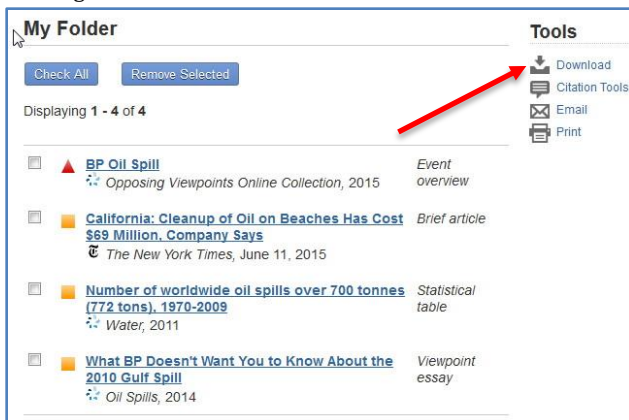 My Folder
Check All Remove Selected
Displaying 1 - 4 of 4
BP Oil Spill
Opposing Viewpoints Online Collection, 2015
Event
overview
California: Cleanup of Oil on Beaches Has Cost
$69 Million, Company Says
The New York Times, June 11, 2015
Brief article
Number of worldwide oil spills over 700 tonnes
(772 tons), 1970-2009
Water, 2011
Statistical
table
What BP Doesn't Want You to Know About the
2010 Gulf Spill
Oil Spills, 2014
Viewpoint
essay
Tools
Download
Citation Tools
Email
Print